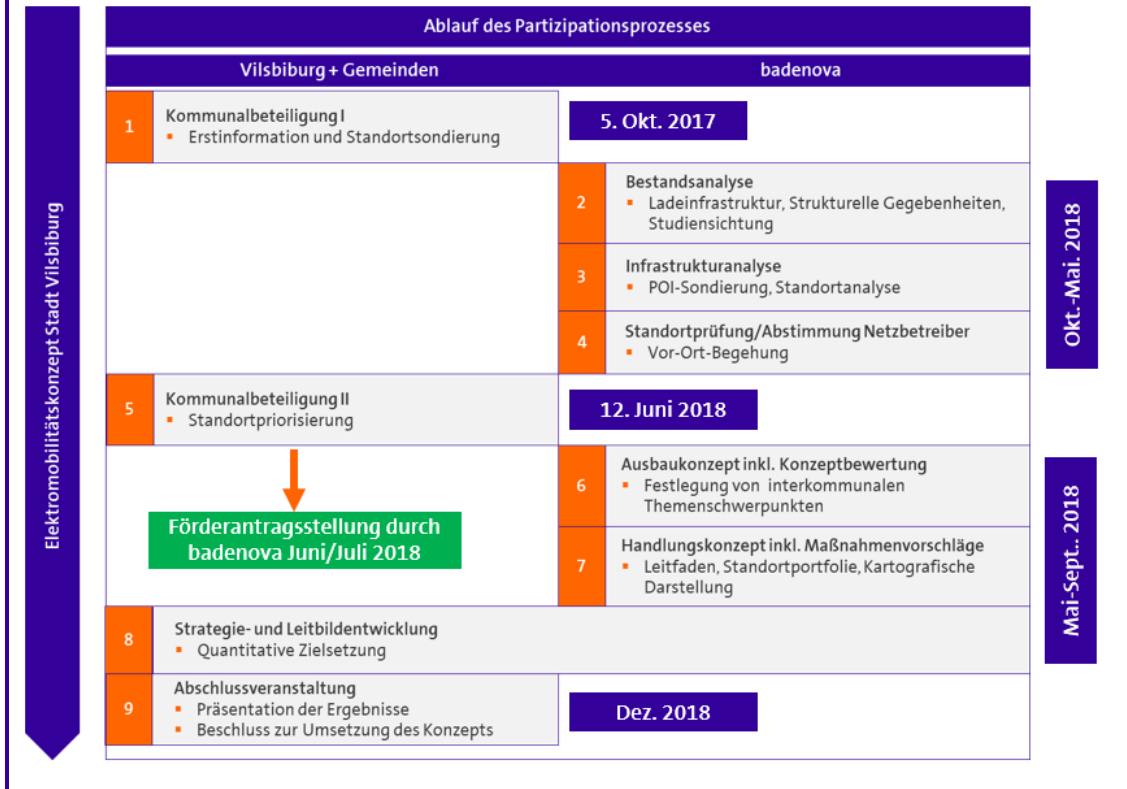 Ablauf des Partizipationsprozesses
Vilsbiburg + Gemeinden
badenova
Elektromobilitätskonzept Stadt Vilsbiburg
1
Kommunalbeteiligung I
▪ Erstinformation und Standortsondierung
5. Okt. 2017
2
Bestandsanalyse
▪ Ladeinfrastruktur, Strukturelle Gegebenheiten,
Studiensichtung
3
Infrastrukturanalyse
▪ POI-Sondierung, Standortanalyse
4
Standortprüfung/Abstimmung Netzbetreiber
▪ Vor-Ort-Begehung
Okt.-Mai. 2018
5
Kommunalbeteiligung II
▪ Standortpriorisierung
12. Juni 2018
Förderantragsstellung durch
badenova Juni/Juli 2018
6
Ausbaukonzept inkl. Konzeptbewertung
▪ Festlegung von interkommunalen
Themenschwerpunkten
7
Handlungskonzept inkl. Maßnahmenvorschläge
▪ Leitfaden, Standortportfolie, Kartografische
Darstellung
Mai-Sept.. 2018
8
Strategie- und Leitbildentwicklung
▪ Quantitative Zielsetzung
9
Abschlussveranstaltung
▪ Präsentation der Ergebnisse
▪ Beschluss zur Umsetzung des Konzepts
Dez. 2018